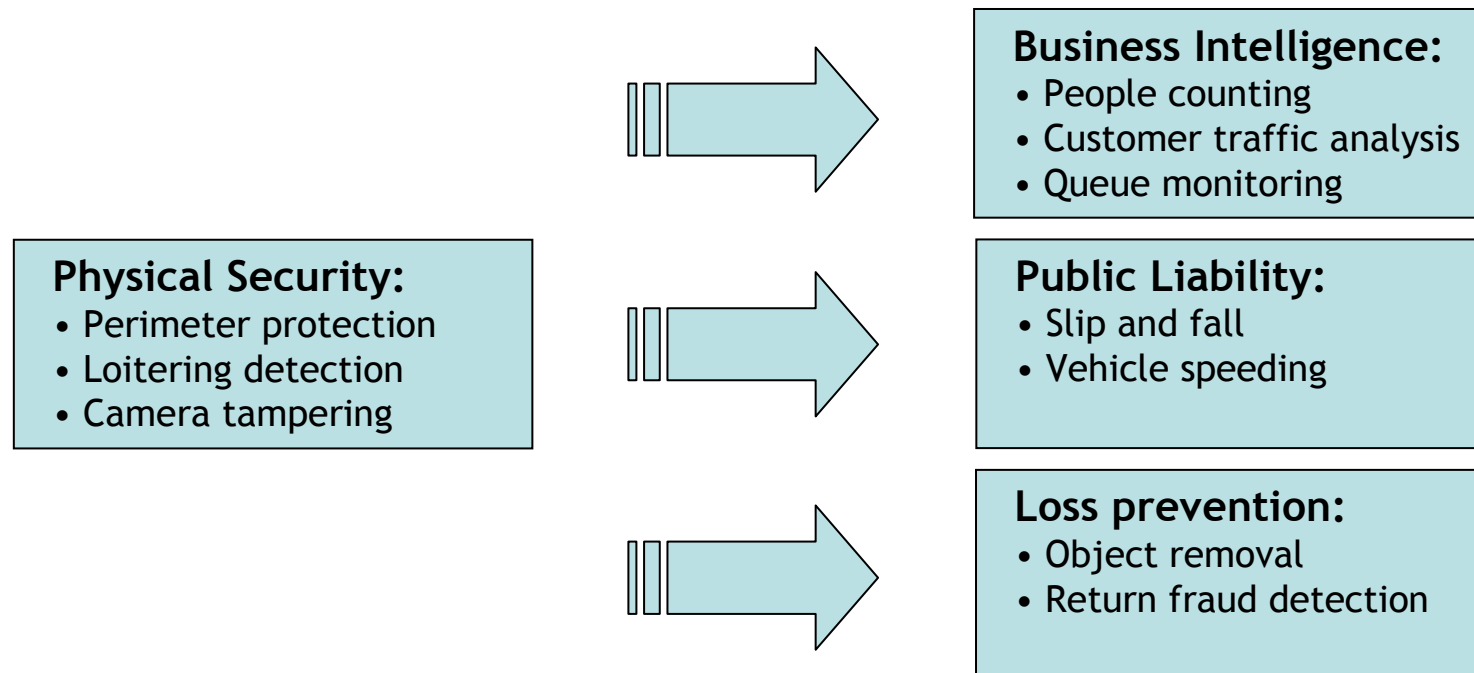 Business Intelligence:
• People counting
• Customer traffic analysis
• Queue monitoring
Physical Security:
• Perimeter protection
• Loitering detection
• Camera tampering
Public Liability:
• Slip and fall
• Vehicle speeding
Loss prevention:
• Object removal
• Return fraud detection